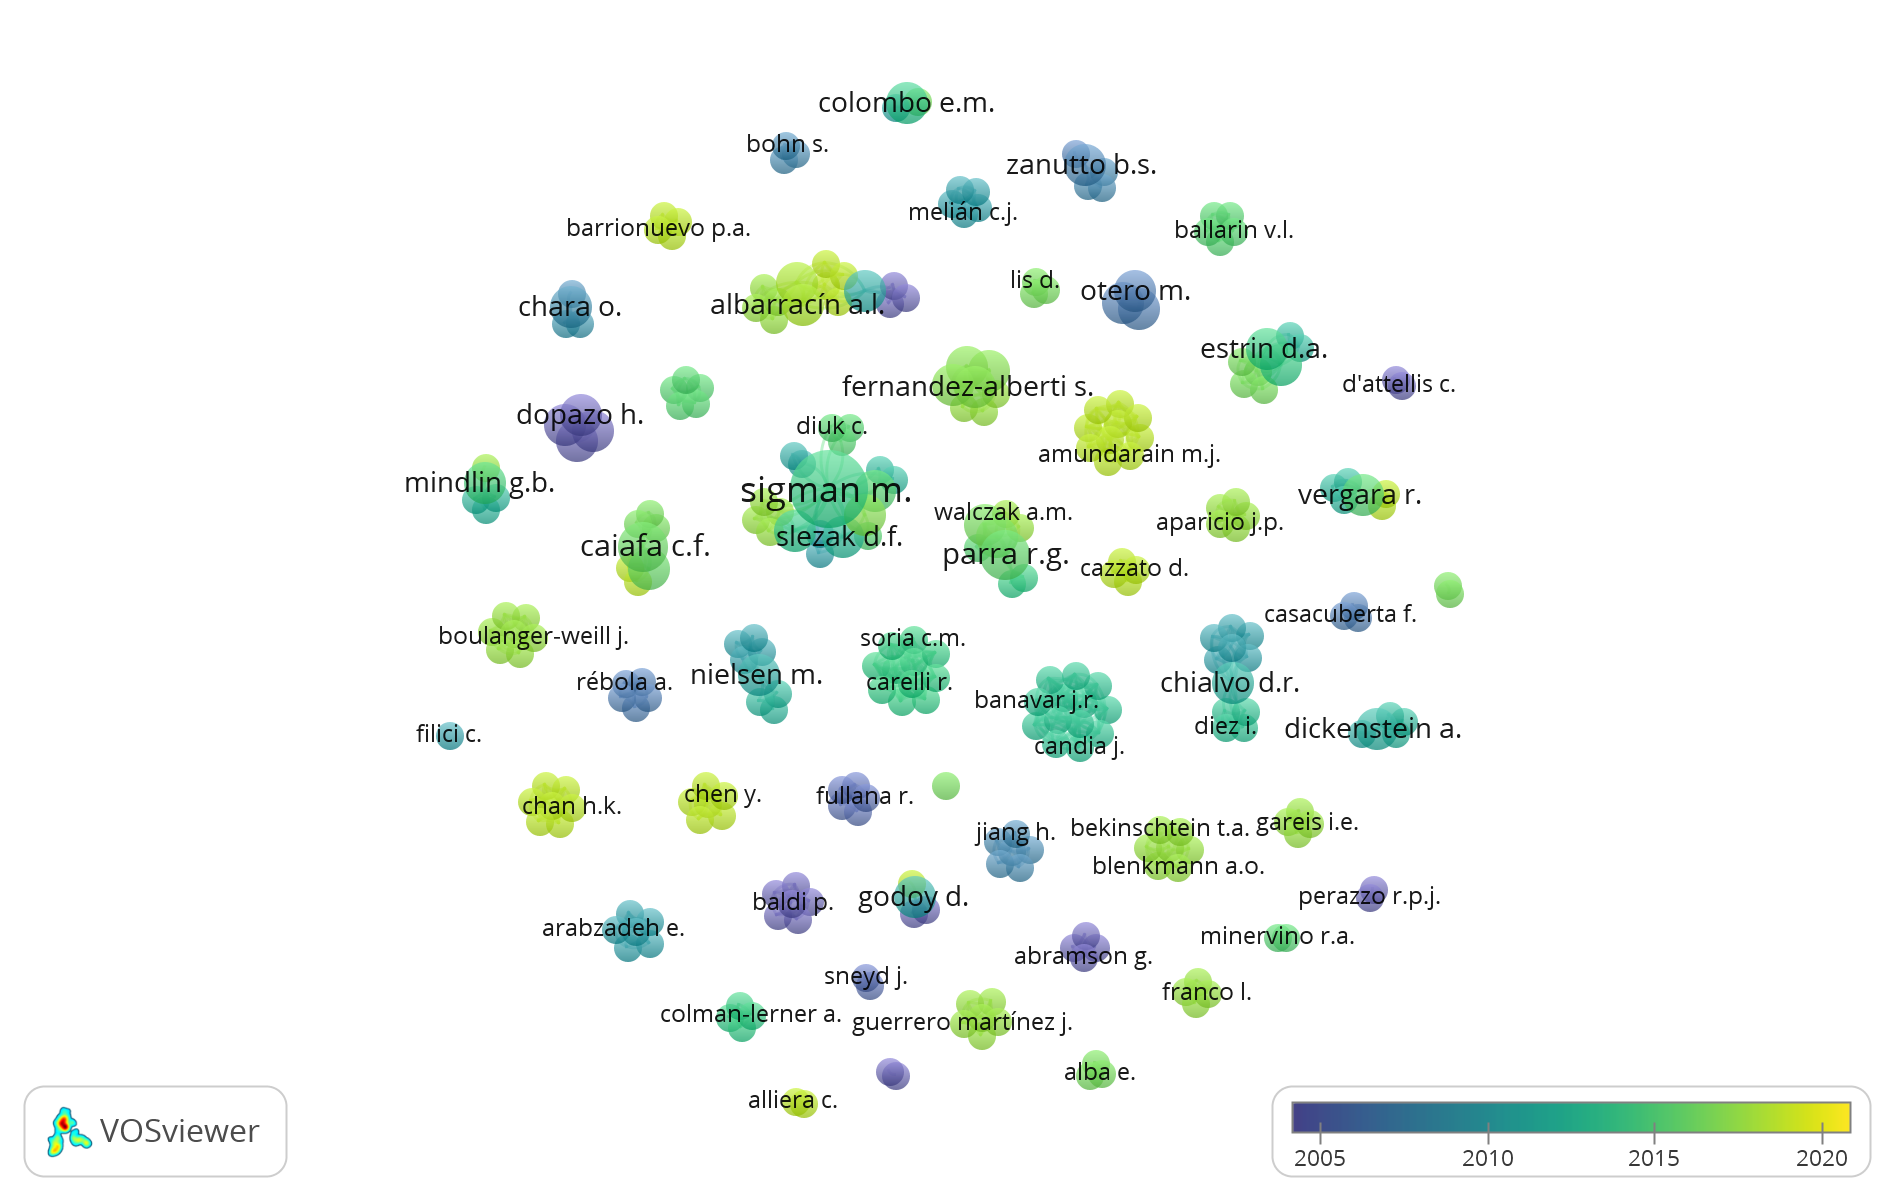 colombo e.m.
bohn s.
zanutto b.s.
melián c.j.
barrionuevo p.a.
ballarin v.l.
lis d.
otero m.
albarracín a.l.
chara o.
estrin d.a.
d'attellis c.
fernandez-alberti s.
dopazo h.
diuk c.
amundarain m.j.
mindlin g.b.
sigman m.
vergara r.
walczak a.m.
aparicio j.p.
slezak d.f.
caiafa c.f.
parra r.g.
cazzato d.
casacuberta f.
boulanger-weill j.
soria c.m.
rébola a.
nielsen m.
carelli r.
chialvo d.r.
banavar j.r.
diez i.
dickenstein a.
filici c.
candia j.
chan h.k.
chen y.
fullana r.
jiang h.
bekinschtein t.a.
gareis i.e.
blenkmann a.o.
baldi p.
godoy d.
perazzo r.p.j.
arabzadeh e.
minervino r.a.
abramson g.
sneyd j.
franco l.
colman-lerner a.
guerrero martínez j.
alba e.
alliera c.
VOSviewer
2005 2010 2015 2020